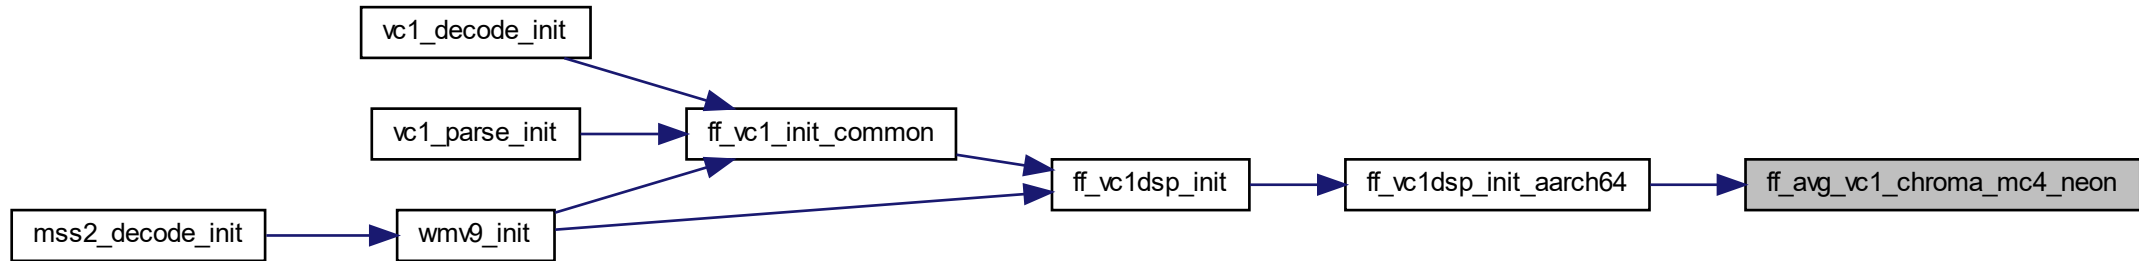 vc1_decode_init
vc1_parse_init
ff_vc1_init_common
ff_vc1dsp_init
ff_vc1dsp_init_aarch64
ff_avg_vc1_chroma_mc4_neon
mss2_decode_init
wmv9_init